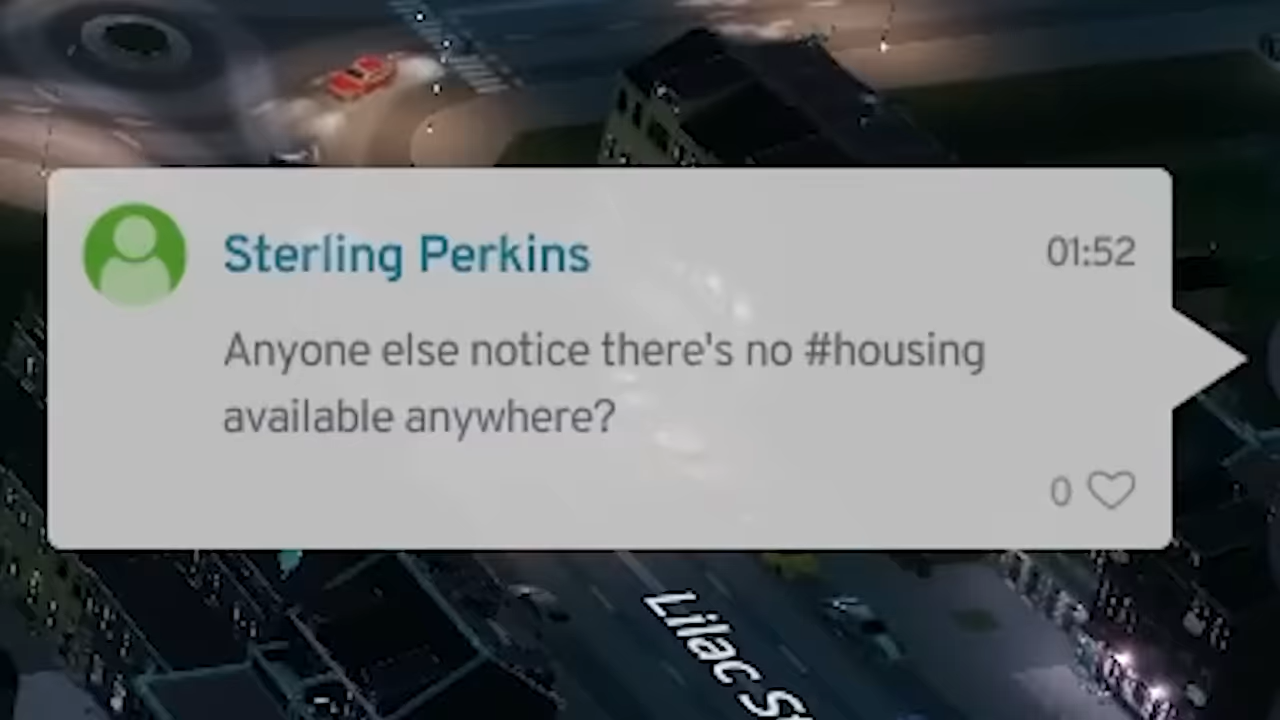 Sterling Perkins
01:52
Anyone else notice there's no #housing
available anywhere?
0
Lilac St